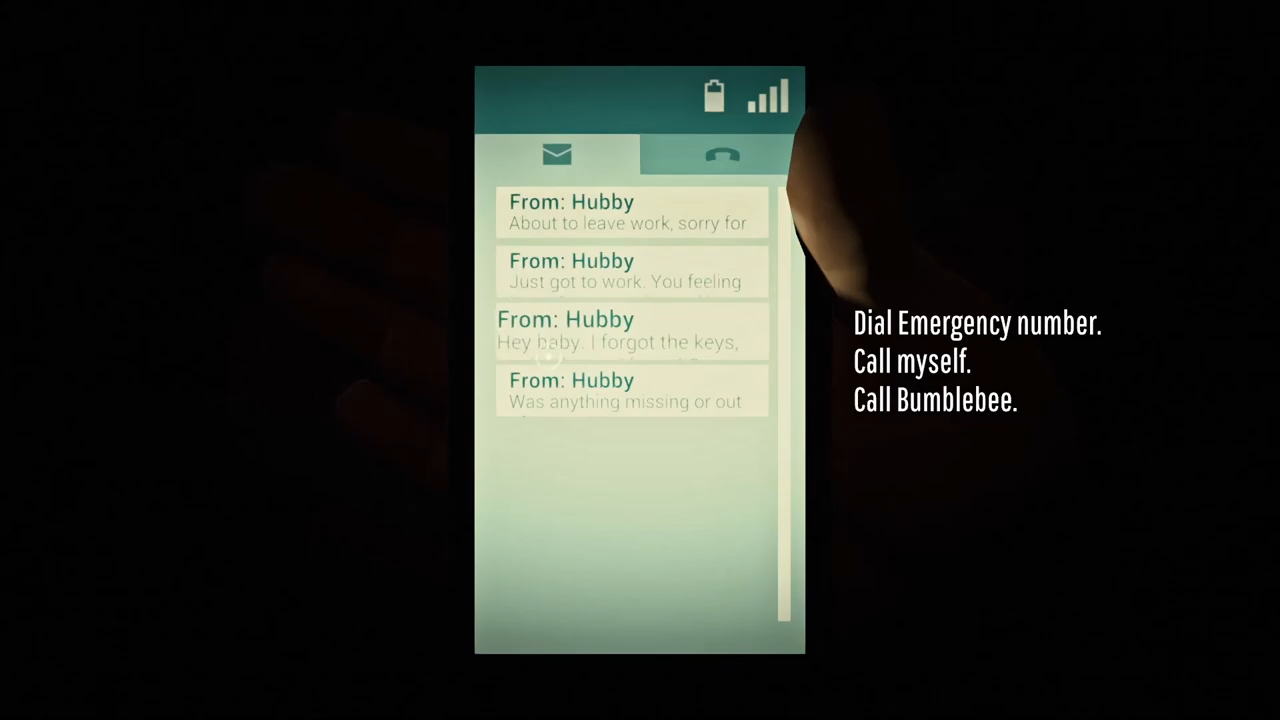 From: Hubby
About to leave work, sorry for
From: Hubby
Just got to work. You feeling
From: Hubby
Hey baby. I forgot the keys,
From: Hubby
Was anything missing or out
Dial Emergency number.
Call myself.
Call Bumblebee.